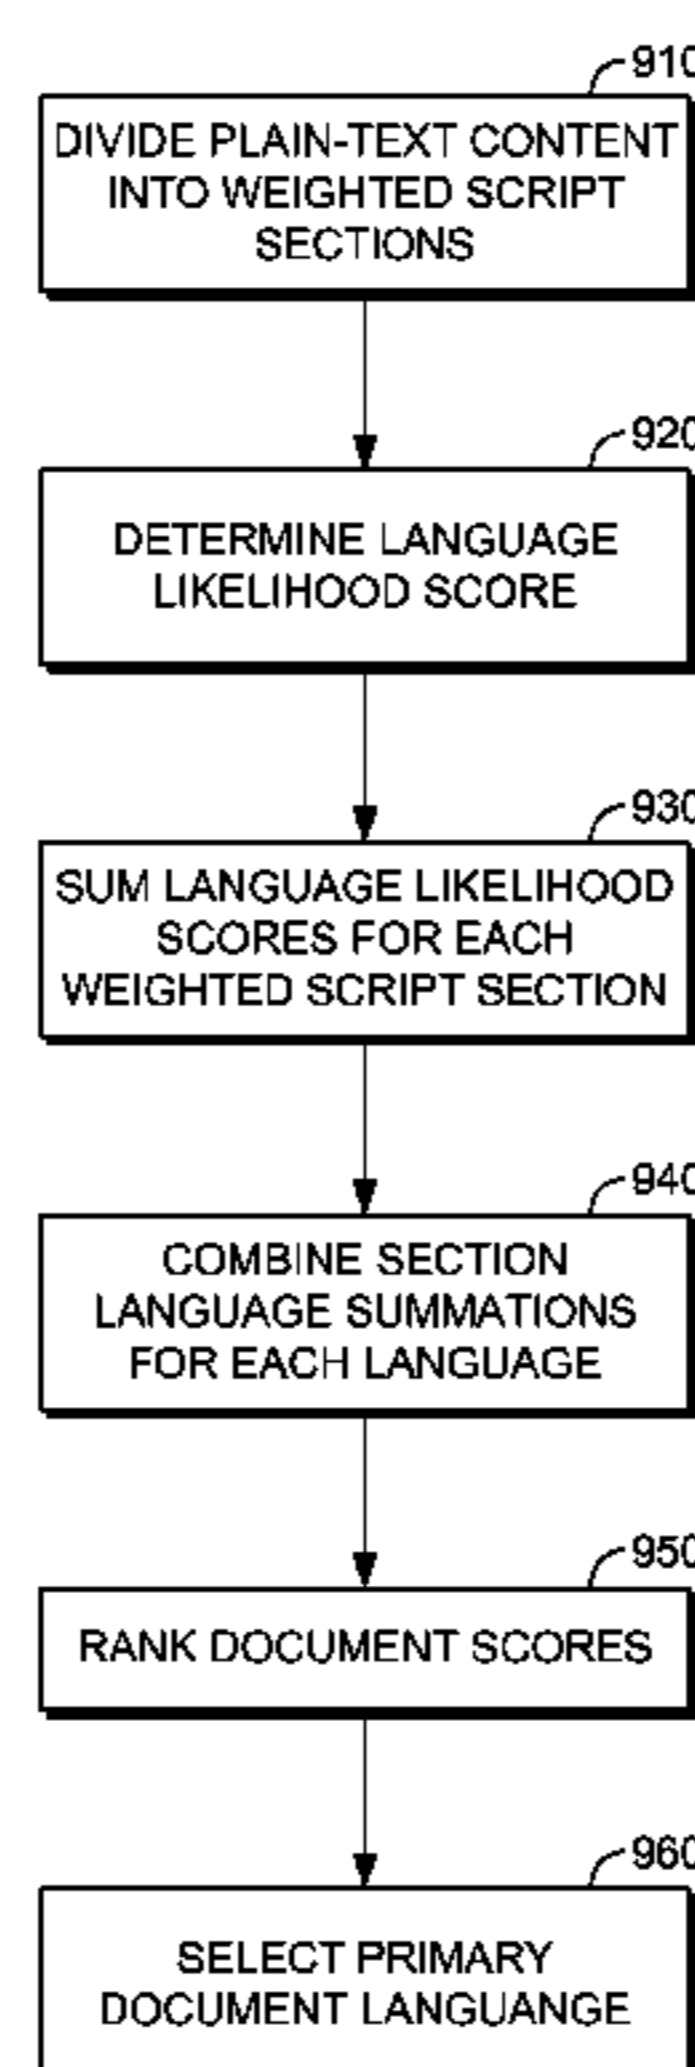 910
DIVIDE PLAIN-TEXT CONTENT
INTO WEIGHTED SCRIPT
SECTIONS
920
DETERMINE LANGUAGE
LIKELIHOOD SCORE
930
SUM LANGUAGE LIKELIHOOD
SCORES FOR EACH
WEIGHTED SCRIPT SECTION
940
COMBINE SECTION
LANGUAGE SUMMATIONS
FOR EACH LANGUAGE
950
RANK DOCUMENT SCORES
960
SELECT PRIMARY
DOCUMENT LANGUANGE